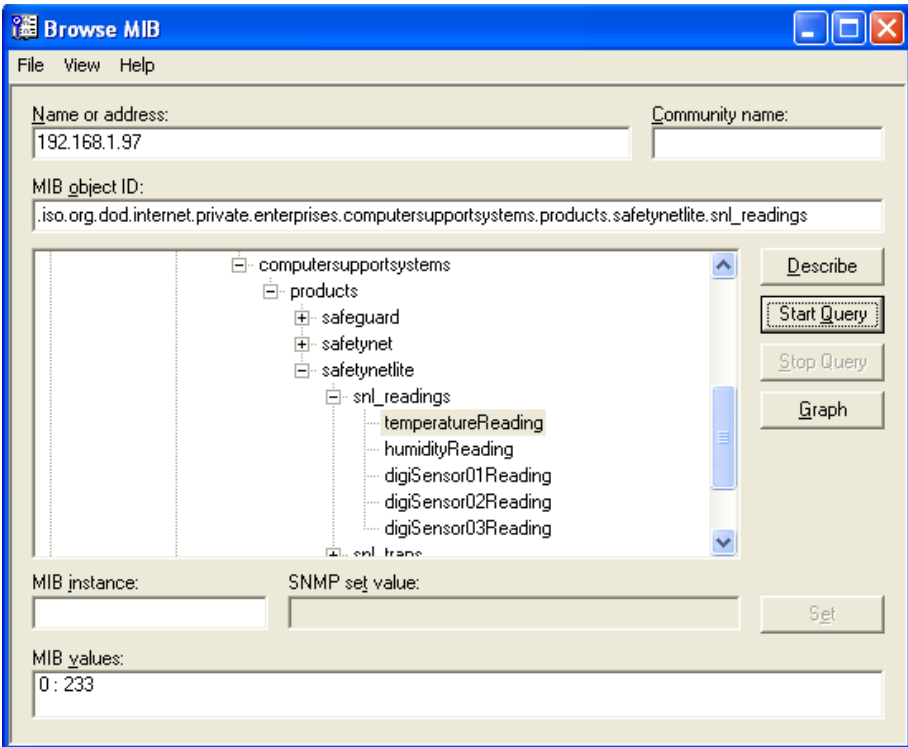 Browse MIB
File View Help
Name or address: Community name:
192.168.1.97
MIB object ID:
.iso.org.dod.internet.private.enterprises.computersupportsystems.products.safetynetlite.snl_readings
computersupportsystems
products
safeguard
safetynet
safetynetlite
snl_readings
temperatureReading
humidityReading
digiSensor01Reading
digiSensor02Reading
digiSensor03Reading
snl_traps
Describe
Start Query
Stop Query
Graph
MIB instance: SNMP set value:
Set
MIB values:
0 : 233